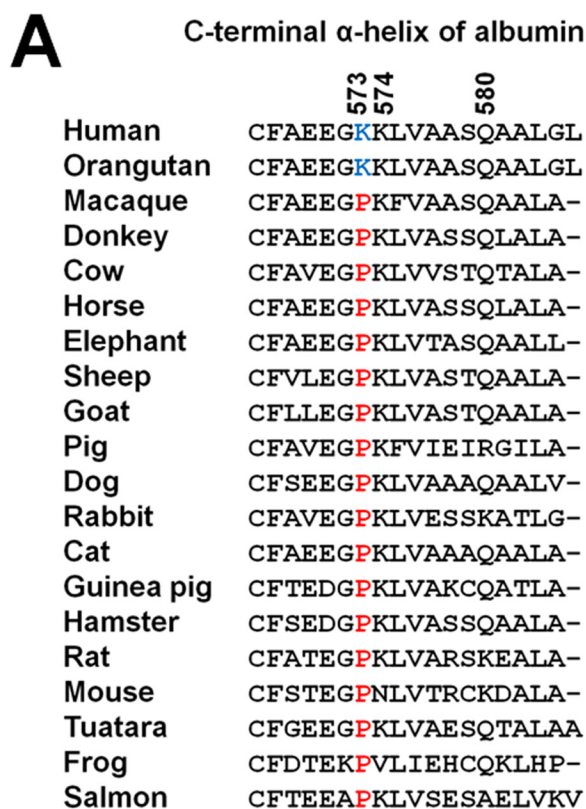 A
C-terminal α-helix of albumin
573 574 580
Human CFAEEGKKLVAASQAALGL
Orangutan CFAEEGKKLVAASQAALGL
Macaque CFAEEGPKFVAASQAALA-
Donkey CFAEEGPKLVASSQLALA-
Cow CFAVEGPKLVVSTQTALA-
Horse CFAEEGPKLVASSQLALA-
Elephant CFAEEGPKLVTASQAALL-
Sheep CFVLEGPKLVASTQAALA-
Goat CFLLEGPKLVASTQAALA-
Pig CFAVEGPKFVIEIRGILA-
Dog CFSEEGPKLVAAAQAALV-
Rabbit CFAVEGPKLVESSKATLG-
Cat CFAEEGPKLVAAAQAALA-
Guinea pig CFTEDGPKLVAKCQATLA-
Hamster CFSEDGPKLVASSQAALA-
Rat CFATEGPKLVARSKEALA-
Mouse CFSTEGPNLVTRCKDALA-
Tuatara CFGEEGPKLVAESQTALAA
Frog CFDTEKPVLIEHCQKLHP-
Salmon CFTEEAPKLVSESAELVKV